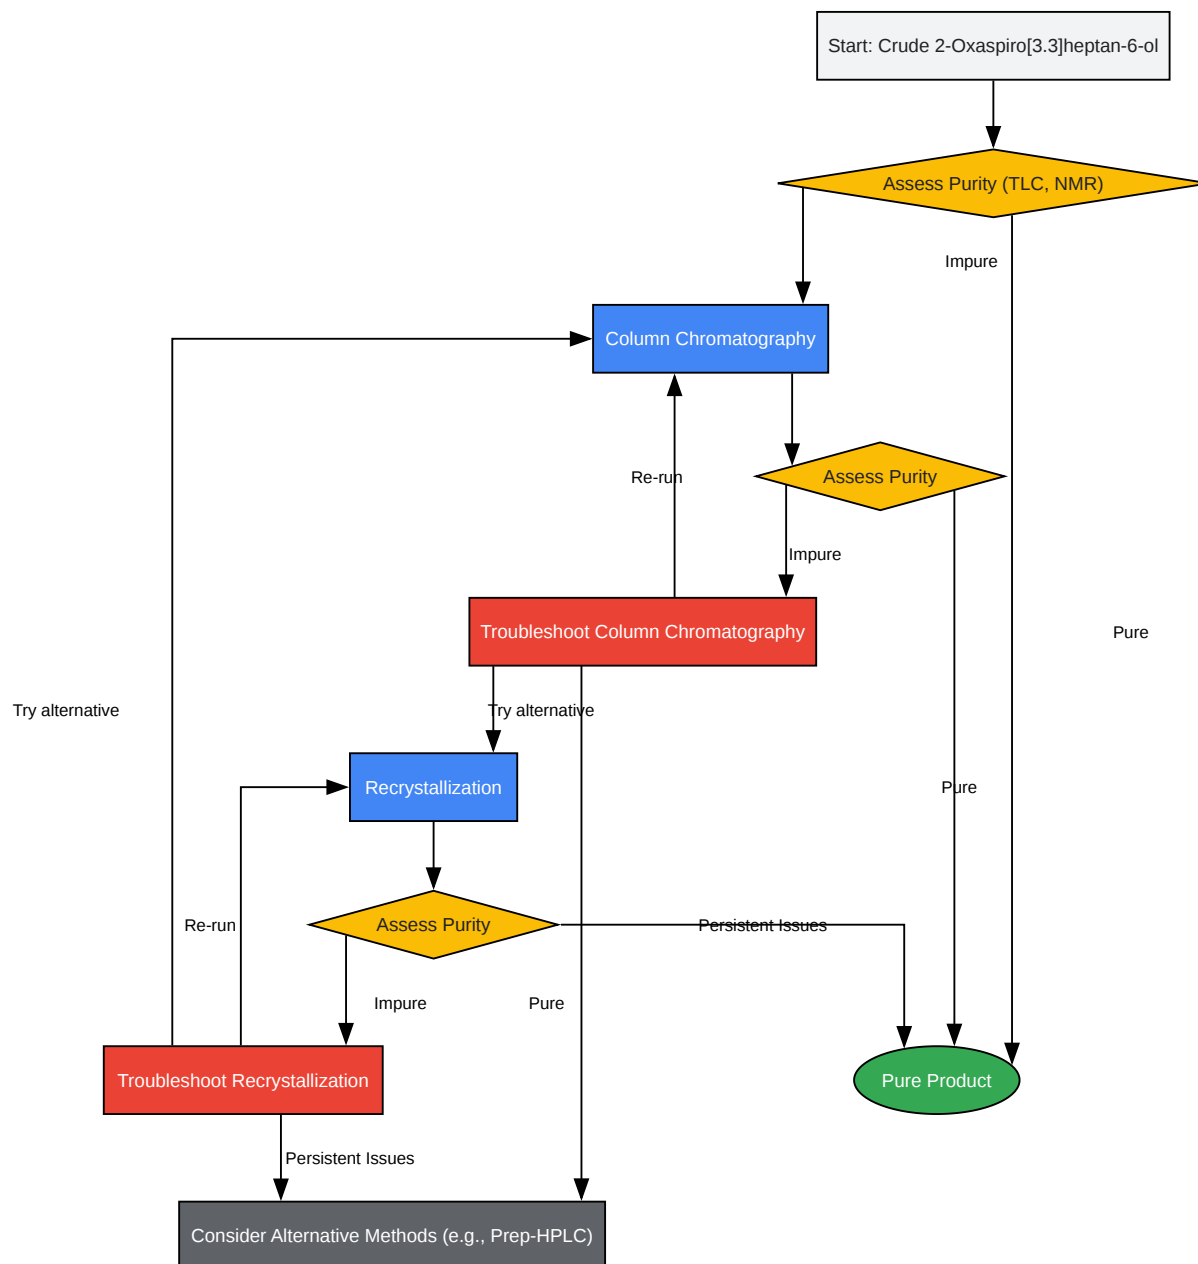 Start: Crude 2-Oxaspiro[3.3]heptan-6-ol
Assess Purity (TLC, NMR)
Impure
Column Chromatography
Re-run
Assess Purity
Impure
Troubleshoot Column Chromatography
Pure
Try alternative
Try alternative
Recrystallization
Pure
Re-run
Assess Purity
Persistent Issues
Impure
Pure
Troubleshoot Recrystallization
Pure Product
Persistent Issues
Consider Alternative Methods (e.g., Prep-HPLC)